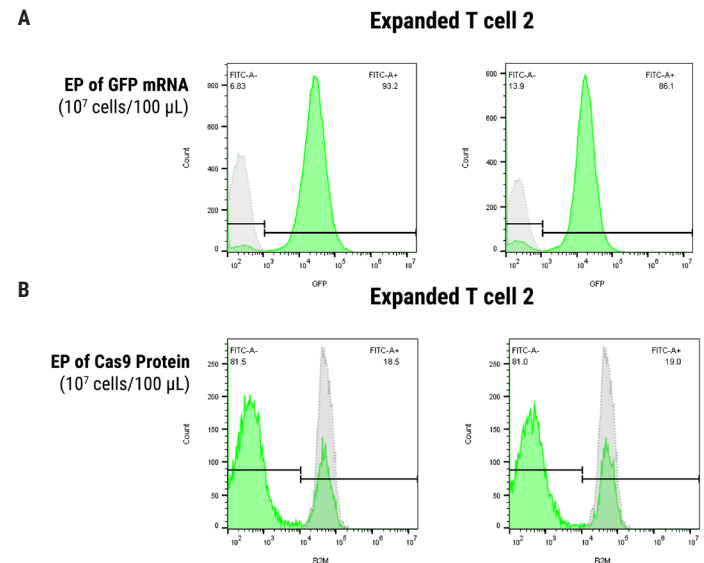 A
Expanded T cell 2
EP of GFP mRNA
(10⁷ cells/100 µL)
FITC-A-
6.83
FITC-A+
93.2
Count
800
600
400
200
0
10² 10³ 10⁴ 10⁵ 10⁶ 10⁷
GFP
FITC-A-
13.9
FITC-A+
86.1
Count
800
600
400
200
0
10² 10³ 10⁴ 10⁵ 10⁶ 10⁷
GFP
B
Expanded T cell 2
EP of Cas9 Protein
(10⁷ cells/100 µL)
FITC-A-
81.5
FITC-A+
18.5
Count
250
200
150
100
50
0
10² 10³ 10⁴ 10⁵ 10⁶ 10⁷
B2M
FITC-A-
81.0
FITC-A+
19.0
Count
250
200
150
100
50
0
10² 10³ 10⁴ 10⁵ 10⁶ 10⁷
B2M